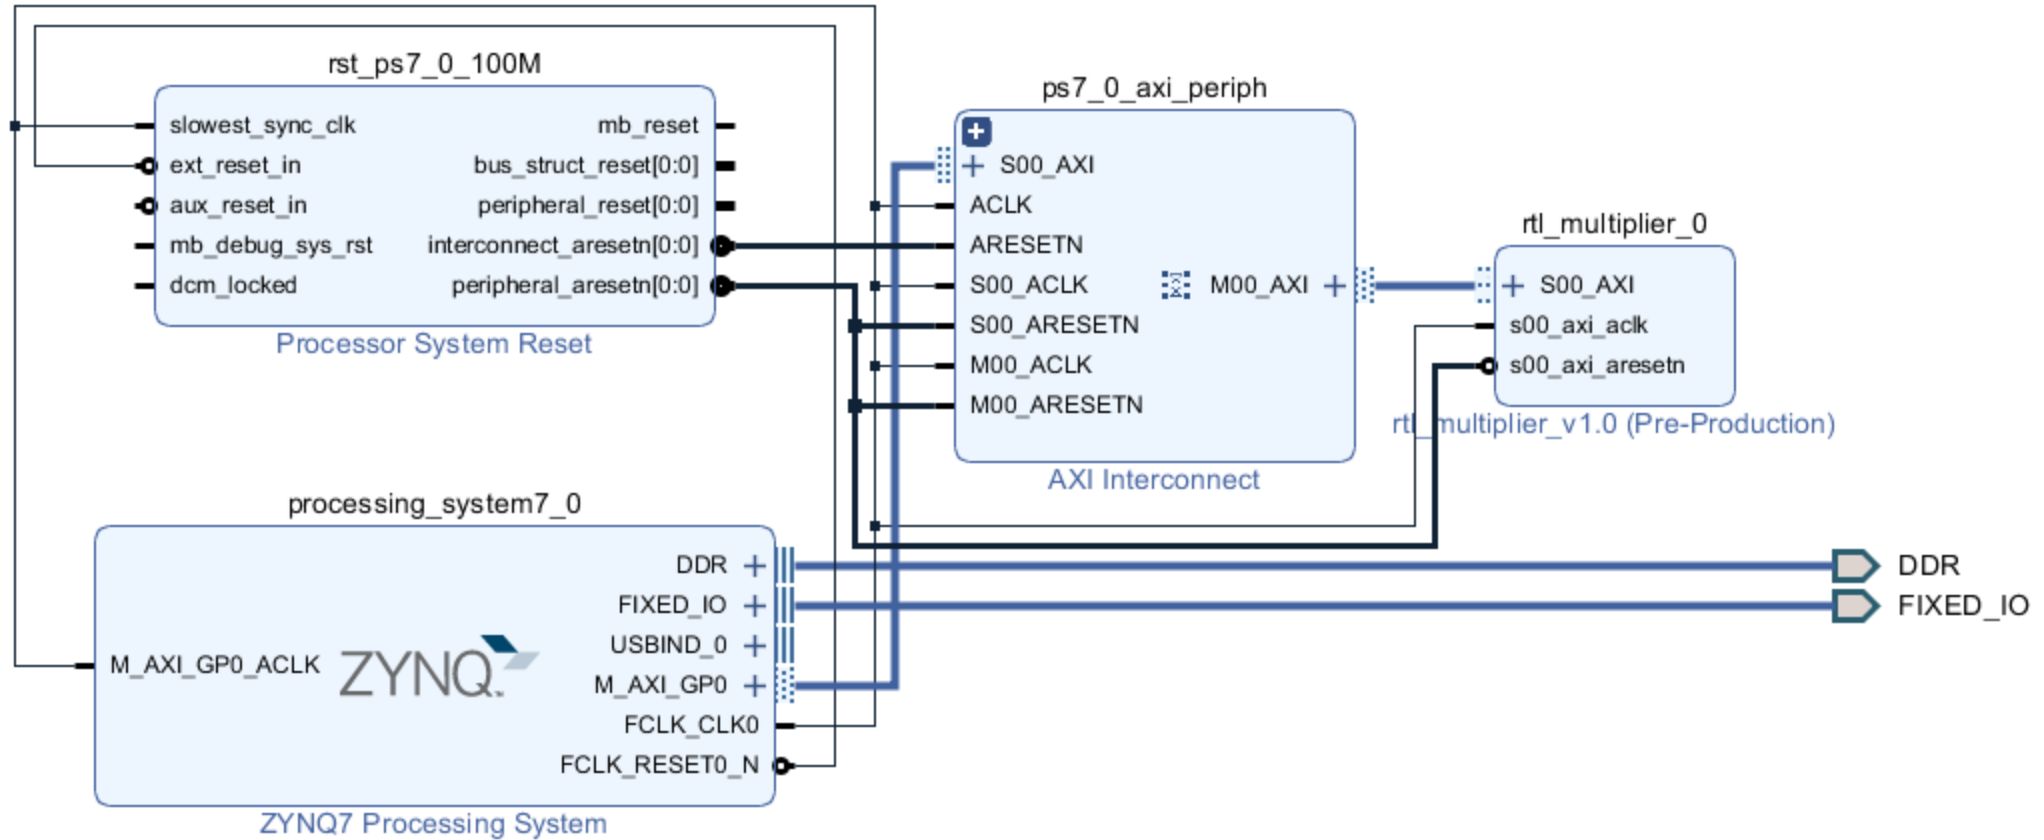 rst_ps7_0_100M
slowest_sync_clk
ext_reset_in
aux_reset_in
mb_debug_sys_rst
dcm_locked
mb_reset
bus_struct_reset[0:0]
peripheral_reset[0:0]
interconnect_aresetn[0:0]
peripheral_aresetn[0:0]
Processor System Reset
ps7_0_axi_periph
S00_AXI
ACLK
ARESETN
S00_ACLK
S00_ARESETN
M00_ACLK
M00_ARESETN
M00_AXI
AXI Interconnect
rtl_multiplier_0
S00_AXI
s00_axi_aclk
s00_axi_aresetn
rtl_multiplier_v1.0 (Pre-Production)
processing_system7_0
M_AXI_GP0_ACLK
ZYNQ
DDR
FIXED_IO
USBIND_0
M_AXI_GP0
FCLK_CLK0
FCLK_RESET0_N
ZYNQ7 Processing System
DDR
FIXED_IO